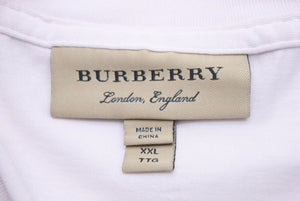 BURBERRY
London, England
MADE IN
CHINA
XXL
TTG